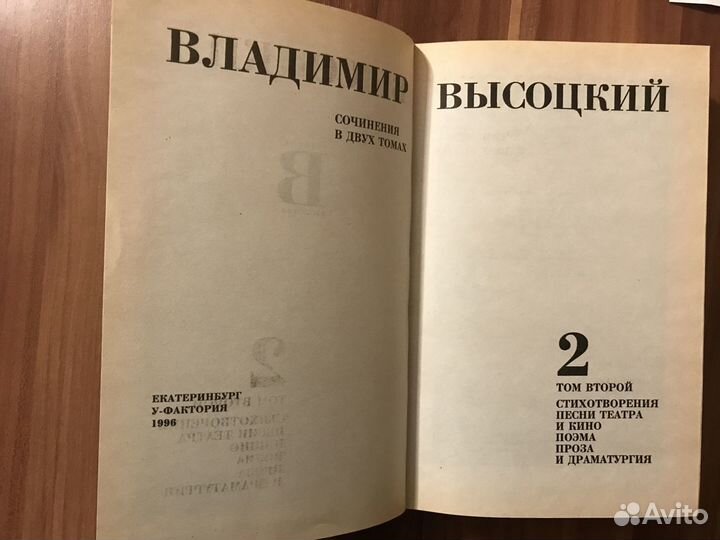 ВЛАДИМИР
СОЧИНЕНИЯ
В ДВУХ ТОМАХ
В
ЕКАТЕРИНБУРГ
У-ФАКТОРИЯ
1996
ВЫСОЦКИЙ
2
ТОМ ВТОРОЙ
СТИХОТВОРЕНИЯ
ПЕСНИ ТЕАТРА
И КИНО
ПОЭМА
ПРОЗА
И ДРАМАТУРГИЯ
Avito